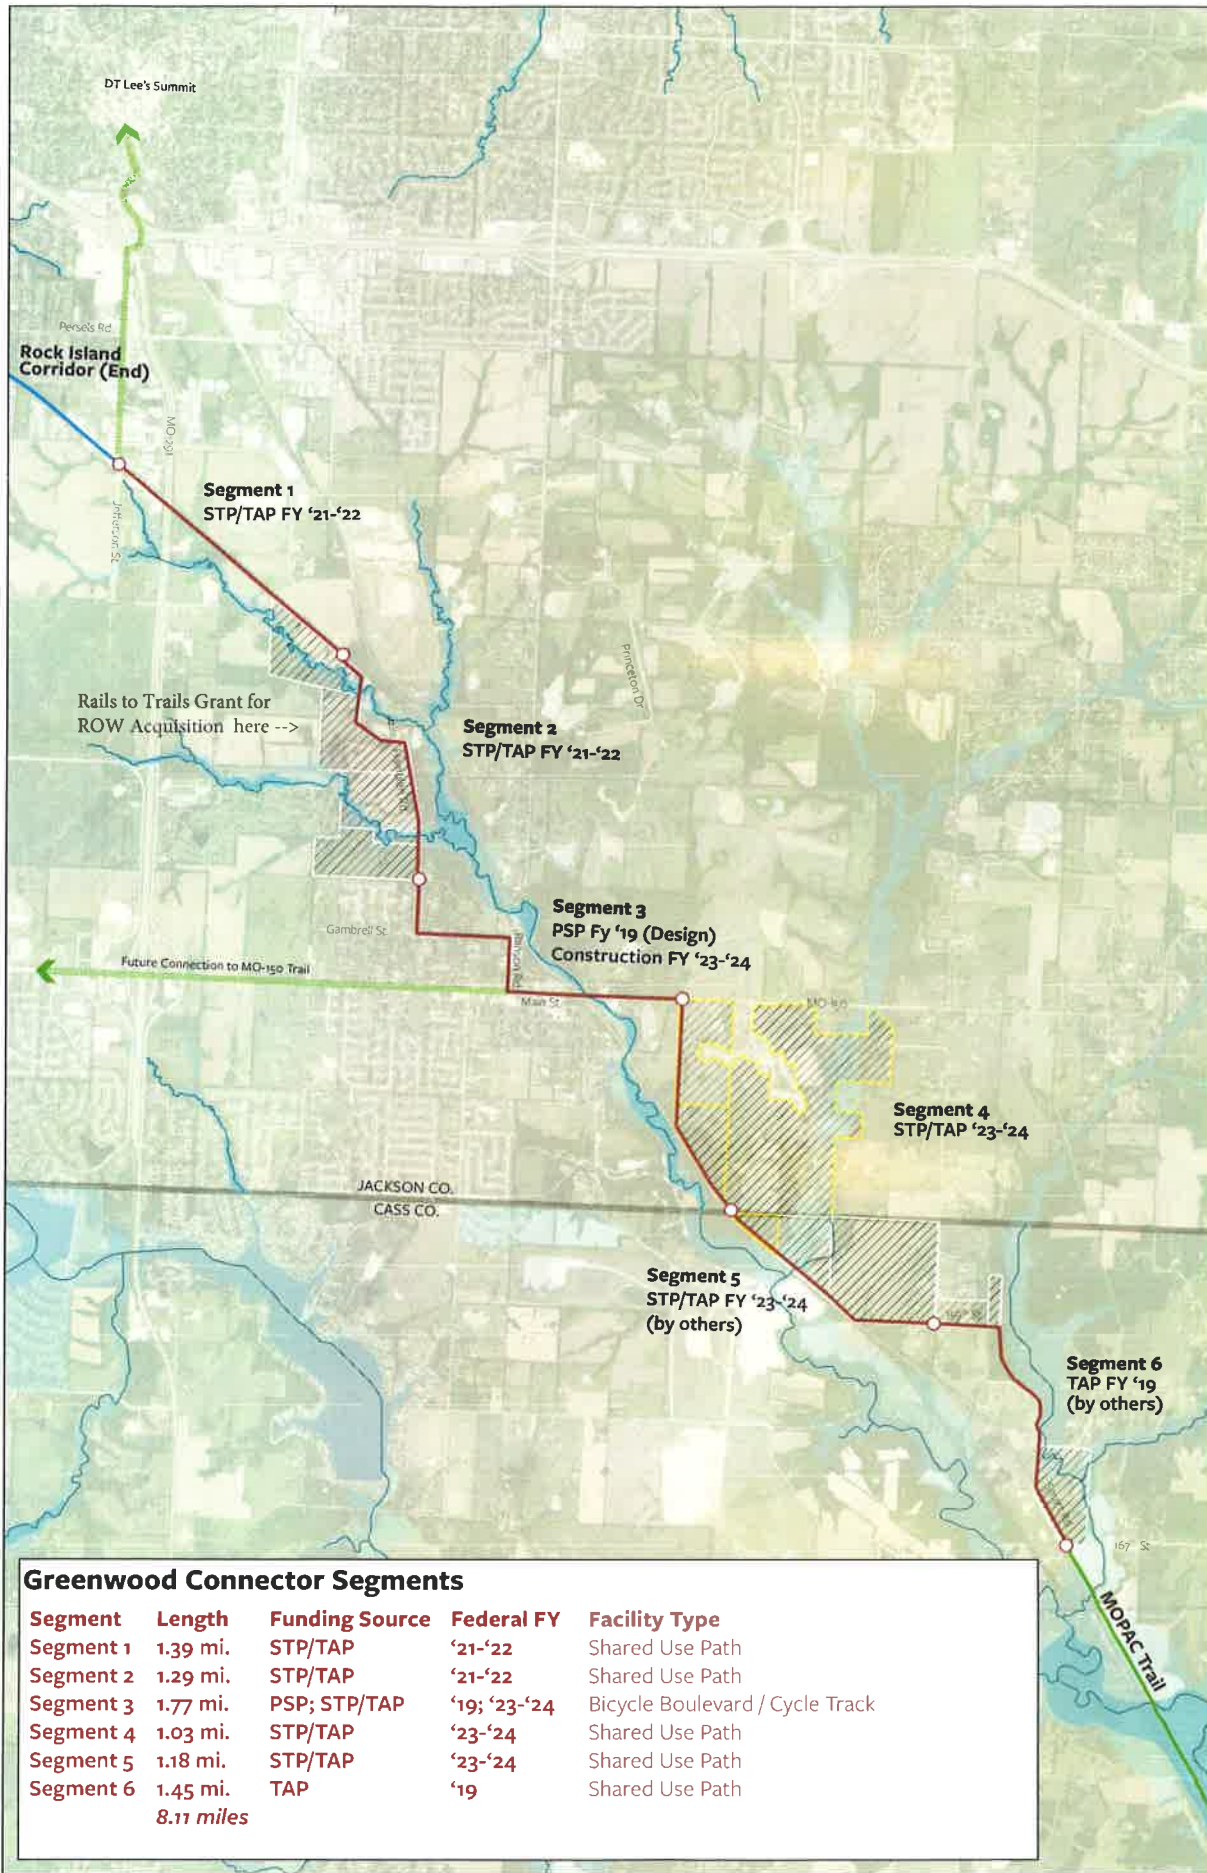 DT Lee's Summit
Persels Rd
Rock Island
Corridor (End)
MO-291
Jefferson St
Segment 1
STP/TAP FY ‘21-‘22
Princeton Dr
Rails to Trails Grant for
ROW Acquisition here -->
Segment 2
STP/TAP FY ‘21-‘22
Segment 3
PSP Fy ‘19 (Design)
Construction FY ‘23-‘24
Gambrell St
Ranson Rd
Future Connection to MO-150 Trail
Main St
MO-150
Segment 4
STP/TAP ‘23-‘24
JACKSON CO.
CASS CO.
Segment 5
STP/TAP FY ‘23-‘24
(by others)
Segment 6
TAP FY ‘19
(by others)
167 St
MOPAC Trail
Greenwood Connector Segments
Segment Length Funding Source Federal FY Facility Type
Segment 1 1.39 mi. STP/TAP ‘21-‘22 Shared Use Path
Segment 2 1.29 mi. STP/TAP ‘21-‘22 Shared Use Path
Segment 3 1.77 mi. PSP; STP/TAP ‘19; ‘23-‘24 Bicycle Boulevard / Cycle Track
Segment 4 1.03 mi. STP/TAP ‘23-‘24 Shared Use Path
Segment 5 1.18 mi. STP/TAP ‘23-‘24 Shared Use Path
Segment 6 1.45 mi. TAP ‘19 Shared Use Path
8.11 miles